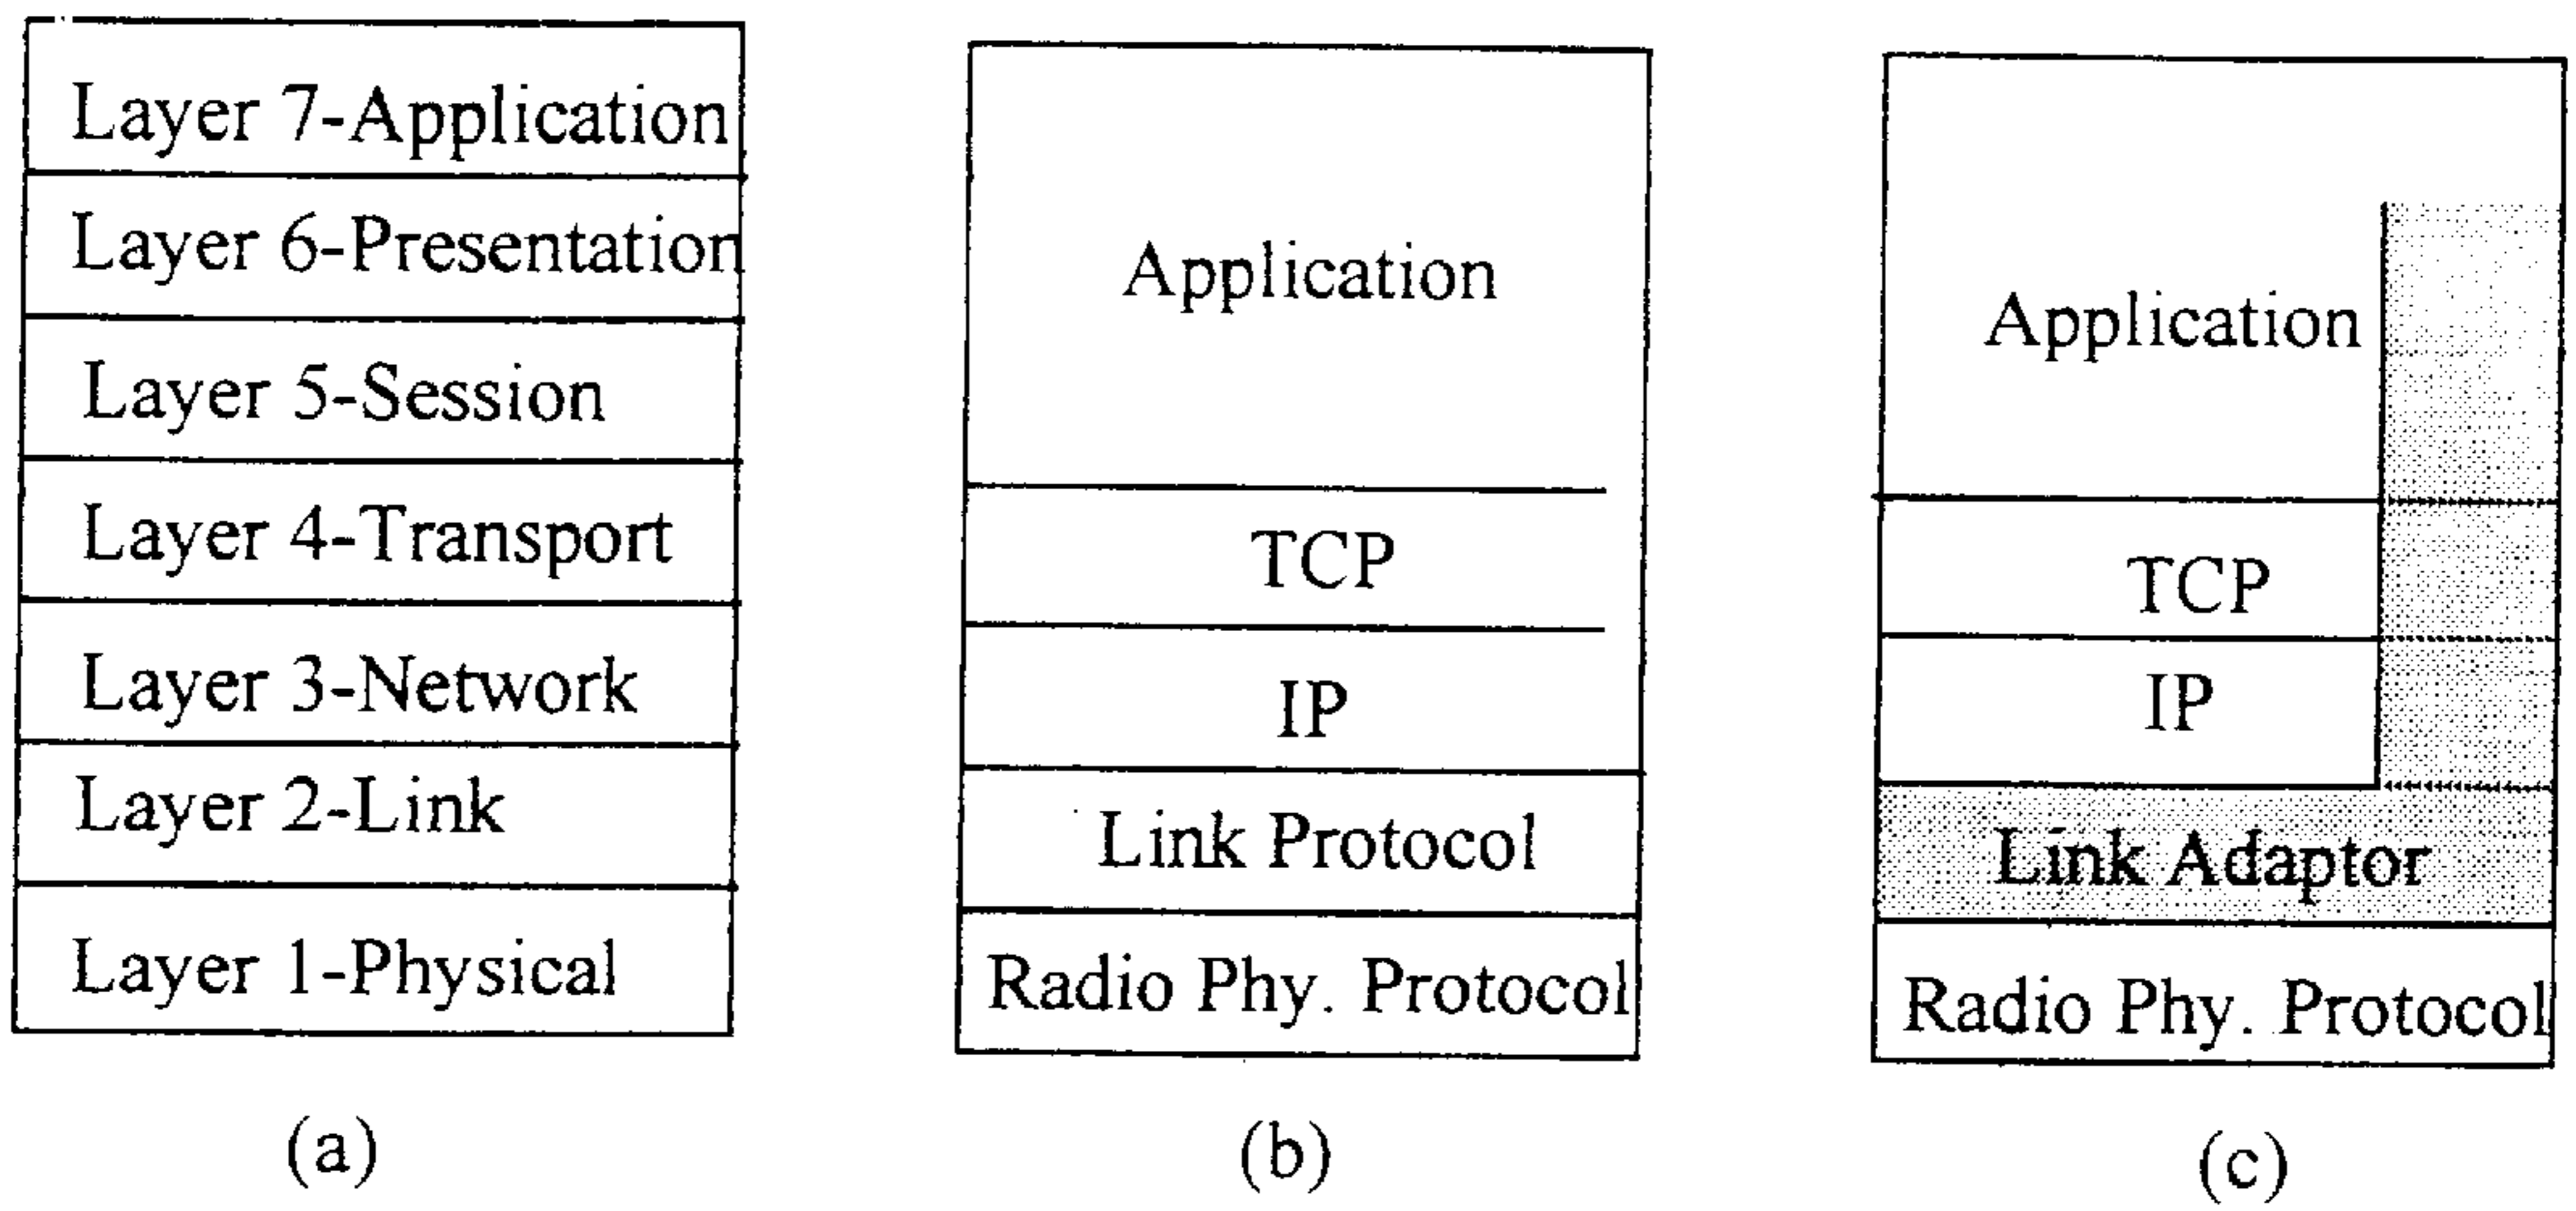 Layer 7-Application
Layer 6-Presentation
Layer 5-Session
Layer 4-Transport
Layer 3-Network
Layer 2-Link
Layer 1-Physical
(a)
Application
TCP
IP
Link Protocol
Radio Phy. Protocol
(b)
Application
TCP
IP
Link Adaptor
Radio Phy. Protocol
(c)